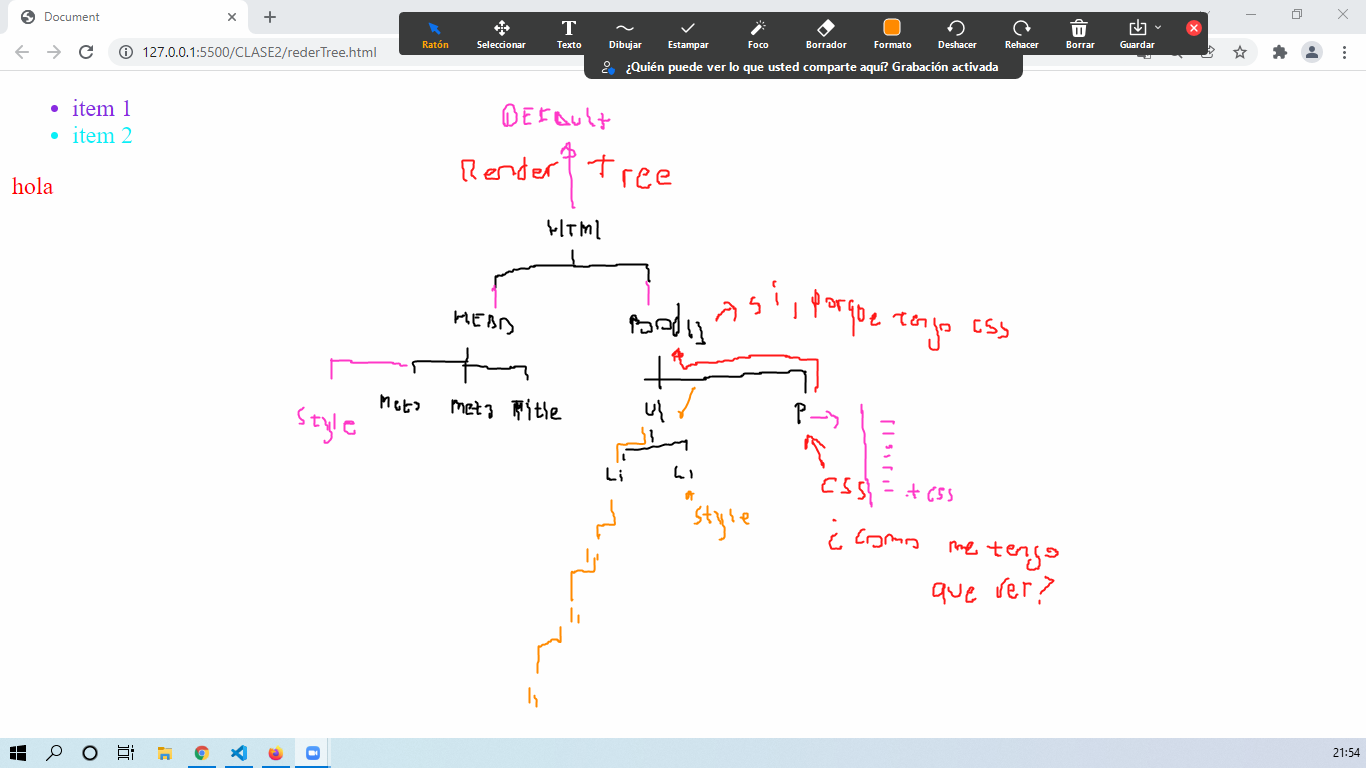 Document
Ratón Seleccionar Texto Dibujar Estampar Foco Borrador Formato Deshacer Rehacer Borrar Guardar
127.0.0.1:5500/CLASE2/rederTree.html
¿Quién puede ver lo que usted comparte aquí? Grabación activada
item 1
item 2
hola
DEFAult
Render Tree
HTMl
HEAD
Body
si, porque tengo css
Style
Meta
Meta
Title
Ul
P
Li
Li
CSS
+ css
Style
¿ como me tengo
que ver?
li
li
li
21:54